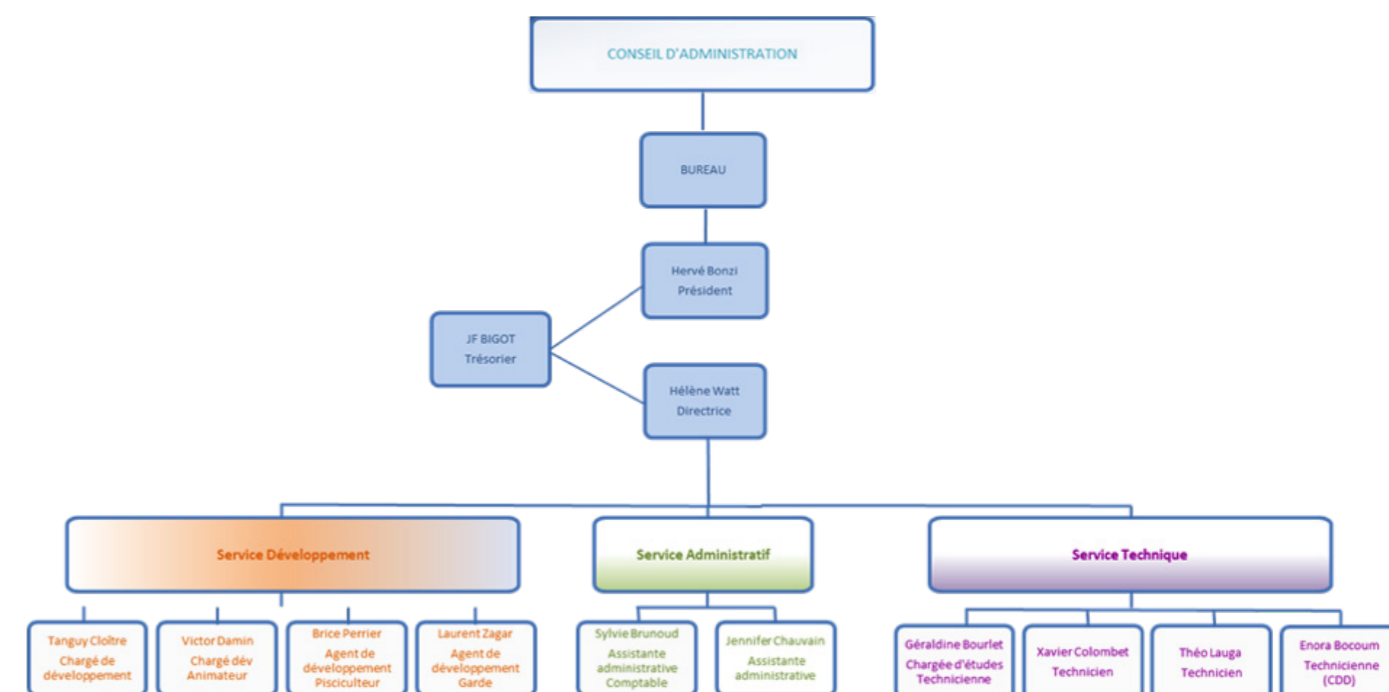 CONSEIL D'ADMINISTRATION
BUREAU
Hervé Bonzi
Président
JF BIGOT
Trésorier
Hélène Watt
Directrice
Service Développement
Service Administratif
Service Technique
Tanguy Cloître
Chargé de
développement
Victor Damin
Chargé dév
Animateur
Brice Perrier
Agent de
développement
Pisciculteur
Laurent Zagar
Agent de
développement
Garde
Sylvie Brunoud
Assistante
administrative
Comptable
Jennifer Chauvain
Assistante
administrative
Géraldine Bourlet
Chargée d'études
Technicienne
Xavier Colombet
Technicien
Théo Lauga
Technicien
Enora Bocoum
Technicienne
(CDD)